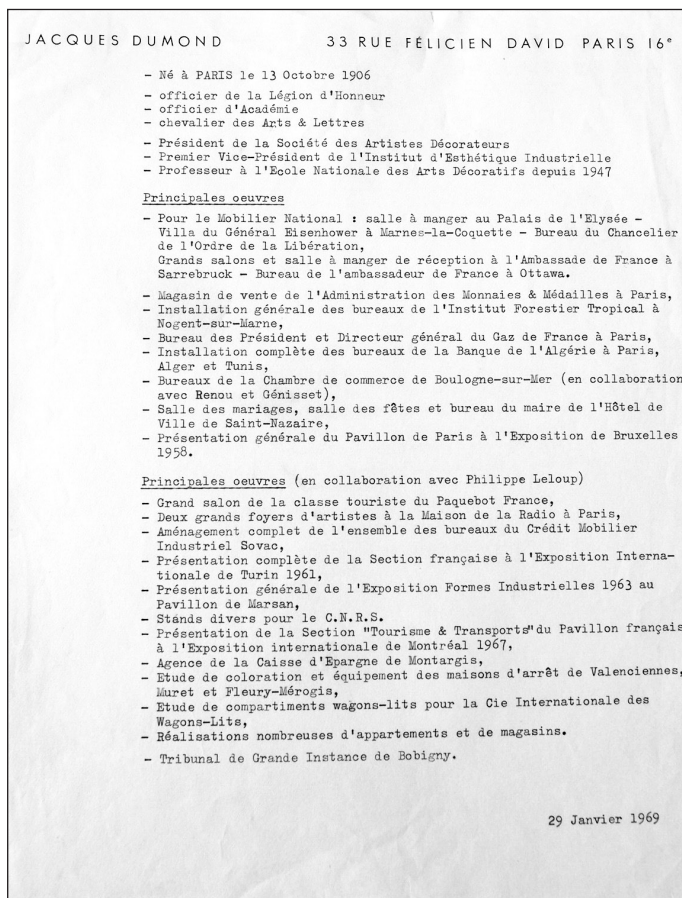 JACQUES DUMOND 33 RUE FÉLICIEN DAVID PARIS 16e
- Né à PARIS le 13 Octobre 1906
- officier de la Légion d'Honneur
- officier d'Académie
- chevalier des Arts & Lettres
- Président de la Société des Artistes Décorateurs
- Premier Vice-Président de l'Institut d'Esthétique Industrielle
- Professeur à l'Ecole Nationale des Arts Décoratifs depuis 1947
Principales oeuvres
- Pour le Mobilier National : salle à manger au Palais de l'Elysée -
Villa du Général Eisenhower à Marnes-la-Coquette - Bureau du Chancelier
de l'Ordre de la Libération,
Grands salons et salle à manger de réception à l'Ambassade de France à
Sarrebruck - Bureau de l'ambassadeur de France à Ottawa.
- Magasin de vente de l'Administration des Monnaies & Médailles à Paris,
- Installation générale des bureaux de l'Institut Forestier Tropical à
Nogent-sur-Marne,
- Bureau des Président et Directeur général du Gaz de France à Paris,
- Installation complète des bureaux de la Banque de l'Algérie à Paris,
Alger et Tunis,
- Bureaux de la Chambre de commerce de Boulogne-sur-Mer (en collaboration
avec Renou et Génisset),
- Salle des mariages, salle des fêtes et bureau du maire de l'Hôtel de
Ville de Saint-Nazaire,
- Présentation générale du Pavillon de Paris à l'Exposition de Bruxelles
1958.
Principales oeuvres (en collaboration avec Philippe Leloup)
- Grand salon de la classe touriste du Paquebot France,
- Deux grands foyers d'artistes à la Maison de la Radio à Paris,
- Aménagement complet de l'ensemble des bureaux du Crédit Mobilier
Industriel Sovac,
- Présentation complète de la Section française à l'Exposition Interna-
tionale de Turin 1961,
- Présentation générale de l'Exposition Formes Industrielles 1963 au
Pavillon de Marsan,
- Stands divers pour le C.N.R.S.
- Présentation de la Section "Tourisme & Transports" du Pavillon français
à l'Exposition internationale de Montréal 1967,
- Agence de la Caisse d'Epargne de Montargis,
- Etude de coloration et équipement des maisons d'arrêt de Valenciennes,
Muret et Fleury-Mérogis,
- Etude de compartiments wagons-lits pour la Cie Internationale des
Wagons-Lits,
- Réalisations nombreuses d'appartements et de magasins.
- Tribunal de Grande Instance de Bobigny.
29 Janvier 1969